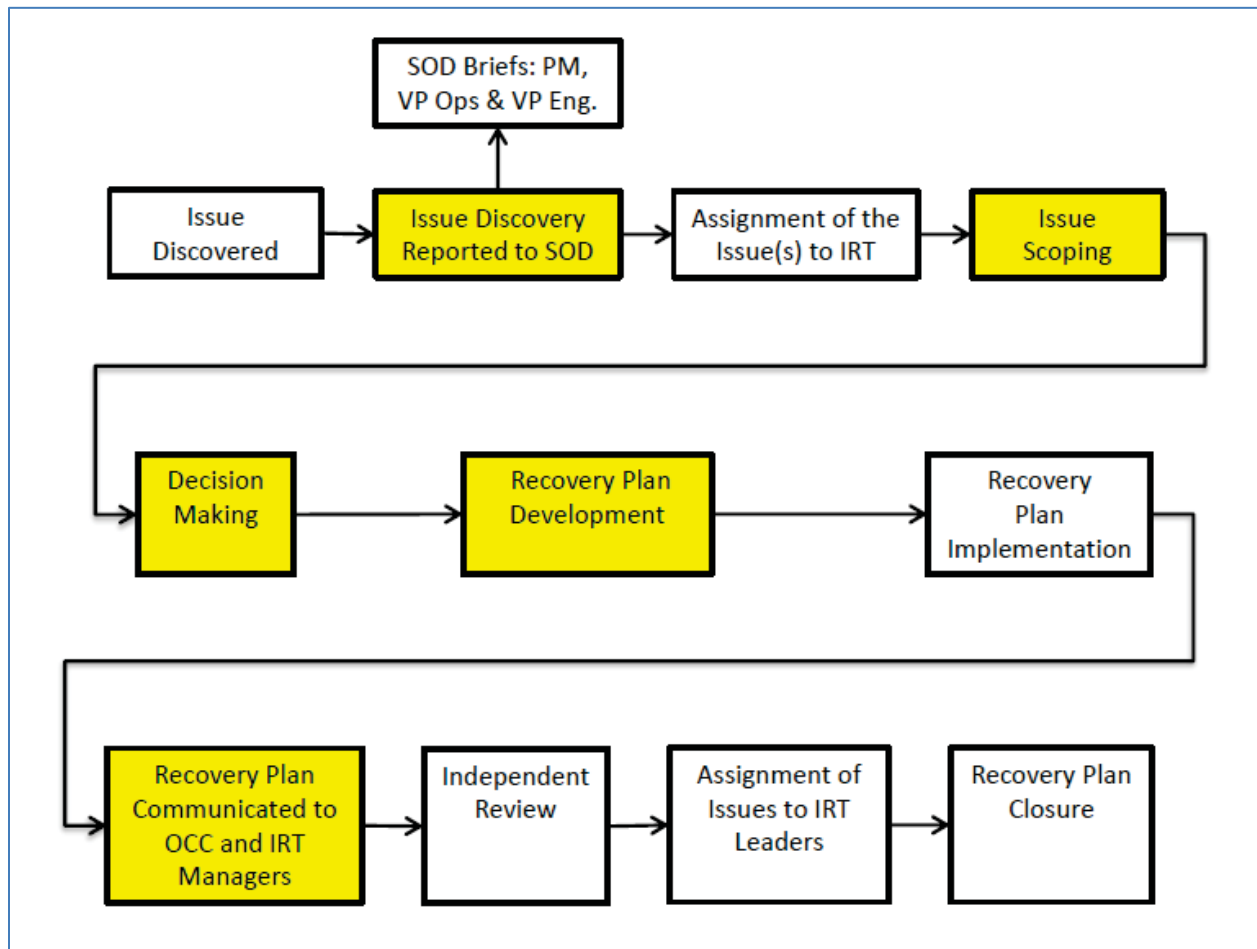 SOD Briefs: PM,
VP Ops & VP Eng.
Issue
Discovered
Issue Discovery
Reported to SOD
Assignment of the
Issue(s) to IRT
Issue
Scoping
Decision
Making
Recovery Plan
Development
Recovery
Plan
Implementation
Recovery Plan
Communicated to
OCC and IRT
Managers
Independent
Review
Assignment of
Issues to IRT
Leaders
Recovery Plan
Closure